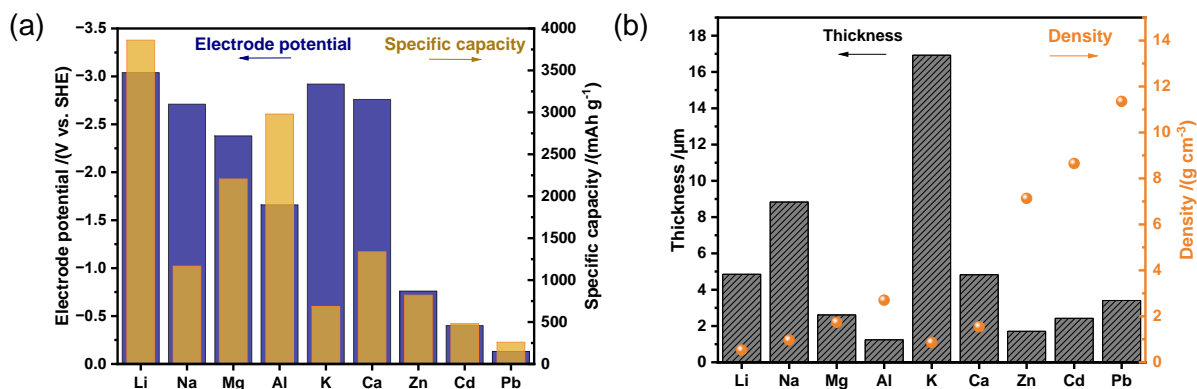 (a)
Electrode potential
Specific capacity
Electrode potential /(V vs. SHE)
−3.5
−3.0
−2.5
−2.0
−1.5
−1.0
−0.5
0.0
4000
3500
3000
2500
2000
1500
1000
500
0
Specific capacity /(mAh g⁻¹)
Li Na Mg Al K Ca Zn Cd Pb
(b)
Thickness
Density
Thickness /μm
18
16
14
12
10
8
6
4
2
0
14
12
10
8
6
4
2
0
Density /(g cm⁻³)
Li Na Mg Al K Ca Zn Cd Pb